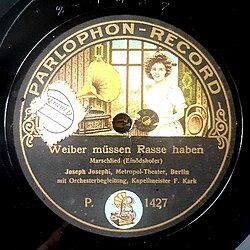 PARLOPHON-RECORD
Weiber müssen Rasse haben
Marschlied (Einödshofer)
Joseph Josephi, Metropol-Theater, Berlin
mit Orchesterbegleitung, Kapellmeister F. Kark
P. 1427